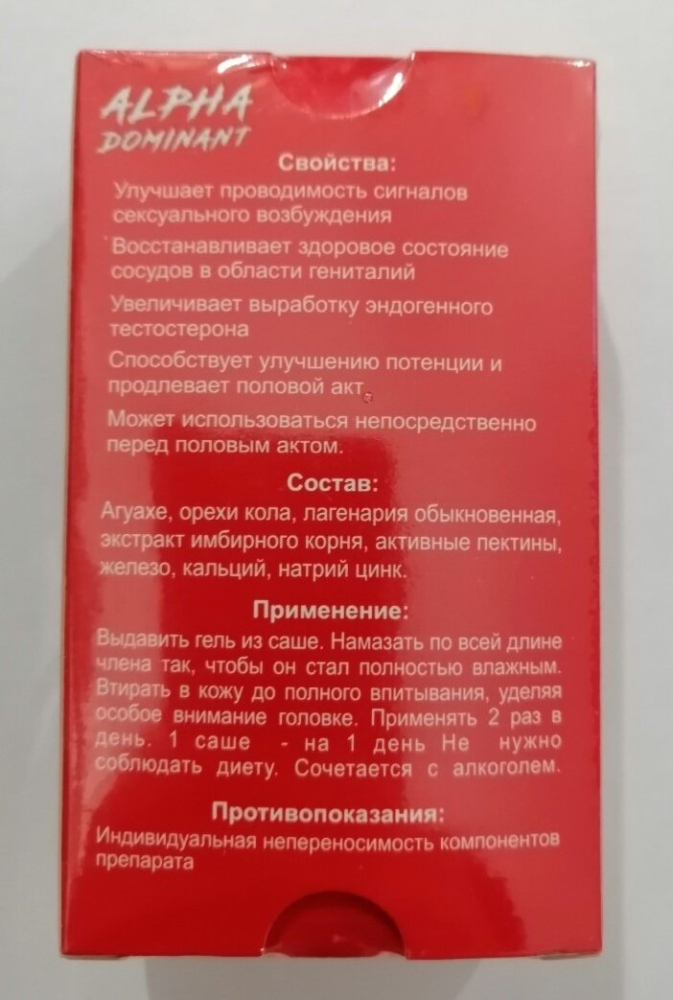 ALPHA
DOMINANT
Свойства:
Улучшает проводимость сигналов
сексуального возбуждения
Восстанавливает здоровое состояние
сосудов в области гениталий
Увеличивает выработку эндогенного
тестостерона
Способствует улучшению потенции и
продлевает половой акт.
Может использоваться непосредственно
перед половым актом.
Состав:
Агуахе, орехи кола, лагенария обыкновенная,
экстракт имбирного корня, активные пектины,
железо, кальций, натрий цинк.
Применение:
Выдавить гель из саше. Намазать по всей длине
члена так, чтобы он стал полностью влажным.
Втирать в кожу до полного впитывания, уделяя
особое внимание головке. Применять 2 раз в
день. 1 саше - на 1 день Не нужно
соблюдать диету. Сочетается с алкоголем.
Противопоказания:
Индивидуальная непереносимость компонентов
препарата